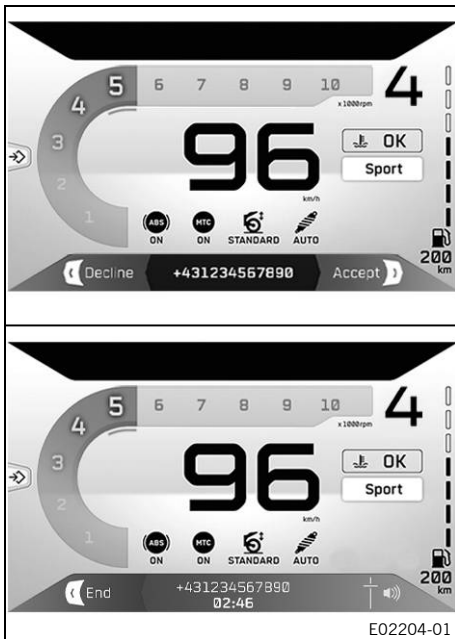 5 6 7 8 9 10 4
4
x1000rpm
3
96
OK
Sport
2
km/h
1
ABS MTC
ON ON STANDARD AUTO
200
km
Decline +431234567890 Accept
5 6 7 8 9 10 4
4
x1000rpm
3
96
OK
Sport
2
km/h
1
ABS MTC
ON ON STANDARD AUTO
200
km
End +431234567890
02:46
E02204-01